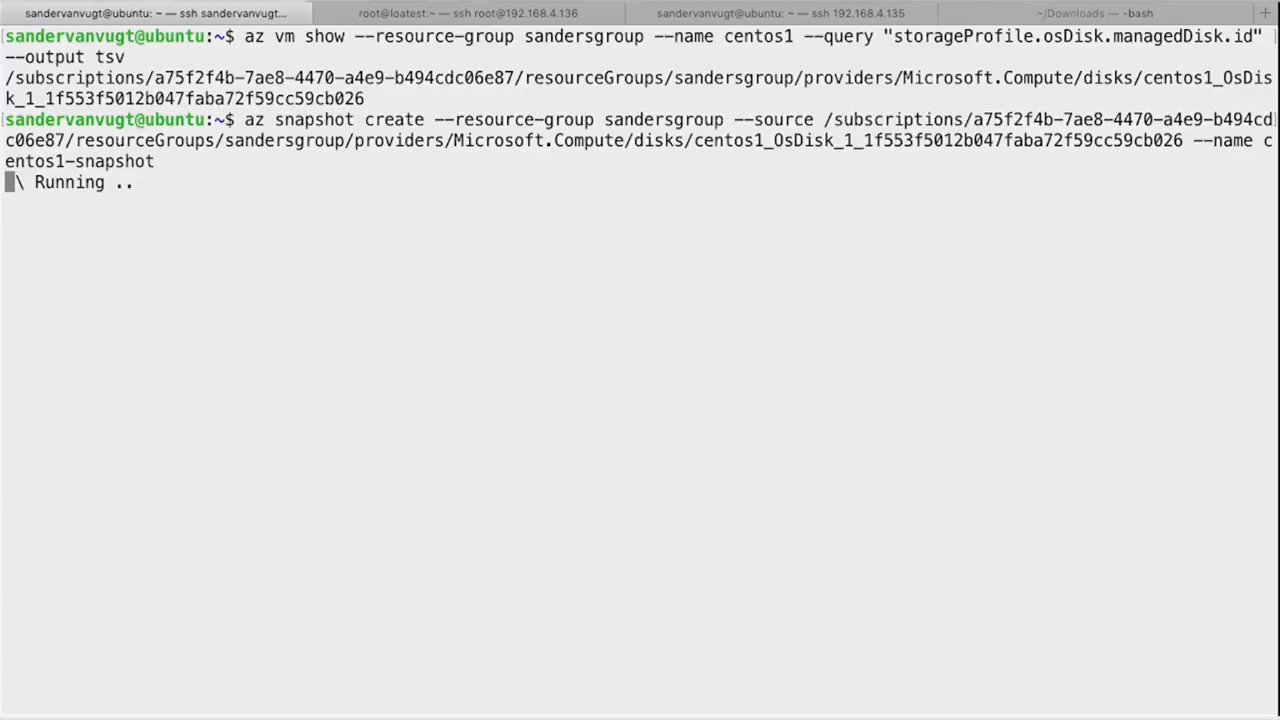 sandervanvugt@ubuntu: ~ — ssh sandervanvugt...
root@loatest:~ — ssh root@192.168.4.136
sandervanvugt@ubuntu: ~ — ssh 192.168.4.135
~/Downloads — -bash
+
sandervanvugt@ubuntu:~$ az vm show --resource-group sandersgroup --name centos1 --query "storageProfile.osDisk.managedDisk.id"
--output tsv
/subscriptions/a75f2f4b-7ae8-4470-a4e9-b494cdc06e87/resourceGroups/sandersgroup/providers/Microsoft.Compute/disks/centos1_OsDis
k_1_1f553f5012b047faba72f59cc59cb026
sandervanvugt@ubuntu:~$ az snapshot create --resource-group sandersgroup --source /subscriptions/a75f2f4b-7ae8-4470-a4e9-b494cd
c06e87/resourceGroups/sandersgroup/providers/Microsoft.Compute/disks/centos1_OsDisk_1_1f553f5012b047faba72f59cc59cb026 --name c
entos1-snapshot
\ Running ..